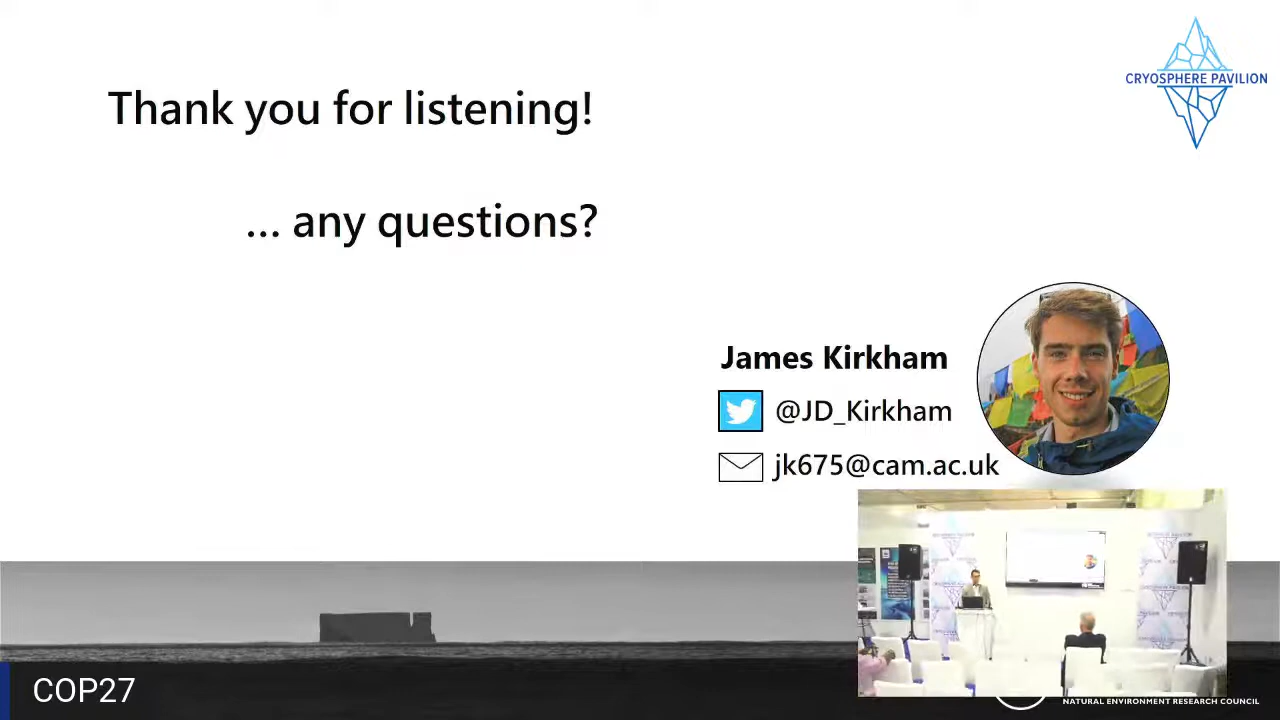 CRYOSPHERE PAVILION
Thank you for listening!
... any questions?
James Kirkham
@JD_Kirkham
jk675@cam.ac.uk
COP27
NATURAL ENVIRONMENT RESEARCH COUNCIL